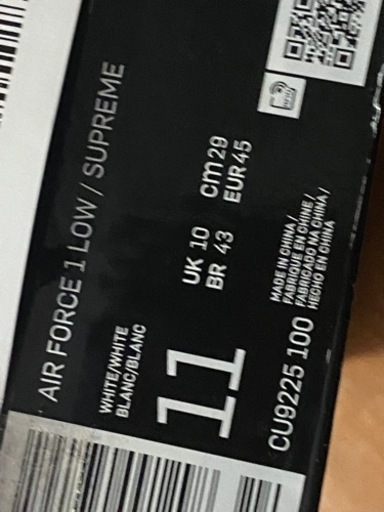 AIR FORCE 1 LOW / SUPREME
WHITE/WHITE
BLANC/BLANC
11
UK 10 cm 29
BR 43 EUR 45
CU9225 100
MADE IN CHINA /
FABRIQUE EN CHINE /
FABRICADO NA CHINA /
HECHO EN CHINA